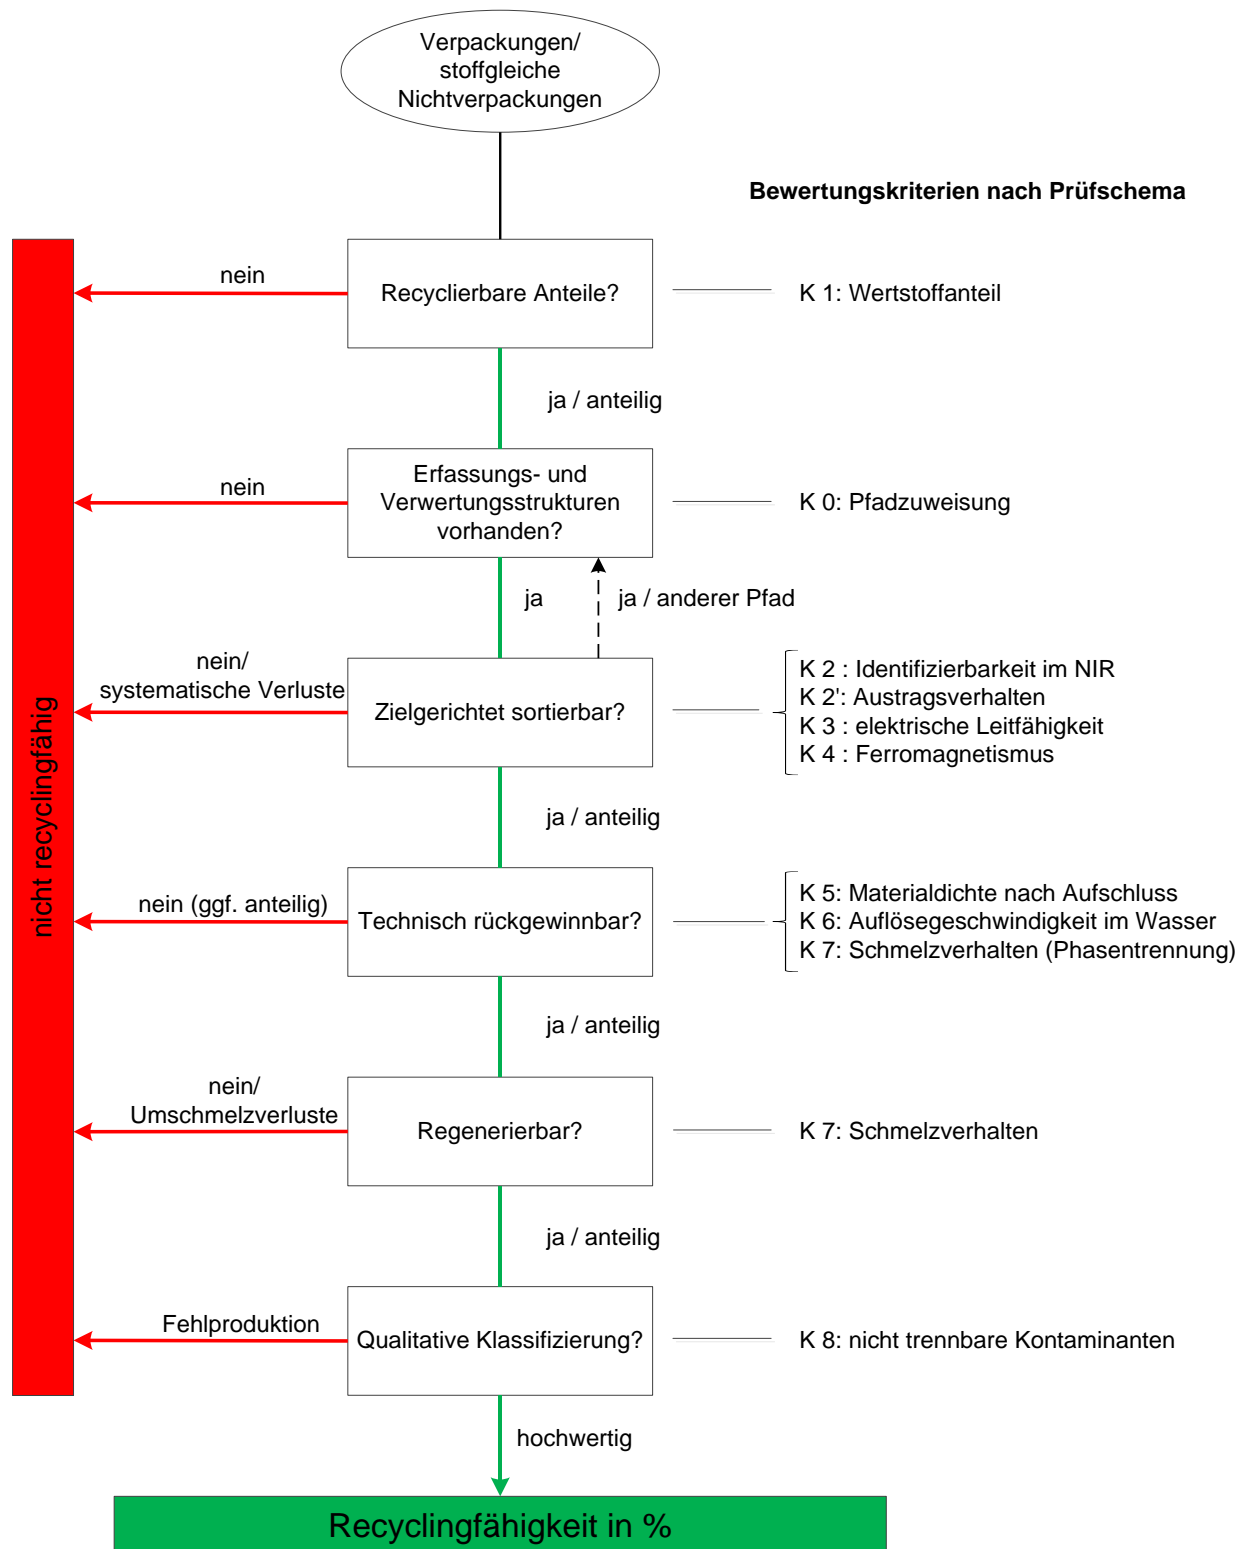 Verpackungen/
stoffgleiche
Nichtverpackungen
Bewertungskriterien nach Prüfschema
nein
Recyclierbare Anteile?
K 1: Wertstoffanteil
ja / anteilig
nein
Erfassungs- und
Verwertungsstrukturen
vorhanden?
K 0: Pfadzuweisung
ja
ja / anderer Pfad
nein/
systematische Verluste
Zielgerichtet sortierbar?
K 2 : Identifizierbarkeit im NIR
K 2': Austragsverhalten
K 3 : elektrische Leitfähigkeit
K 4 : Ferromagnetismus
nicht recyclingfähig
ja / anteilig
nein (ggf. anteilig)
Technisch rückgewinnbar?
K 5: Materialdichte nach Aufschluss
K 6: Auflösegeschwindigkeit im Wasser
K 7: Schmelzverhalten (Phasentrennung)
ja / anteilig
nein/
Umschmelzverluste
Regenerierbar?
K 7: Schmelzverhalten
ja / anteilig
Fehlproduktion
Qualitative Klassifizierung?
K 8: nicht trennbare Kontaminanten
hochwertig
Recyclingfähigkeit in %